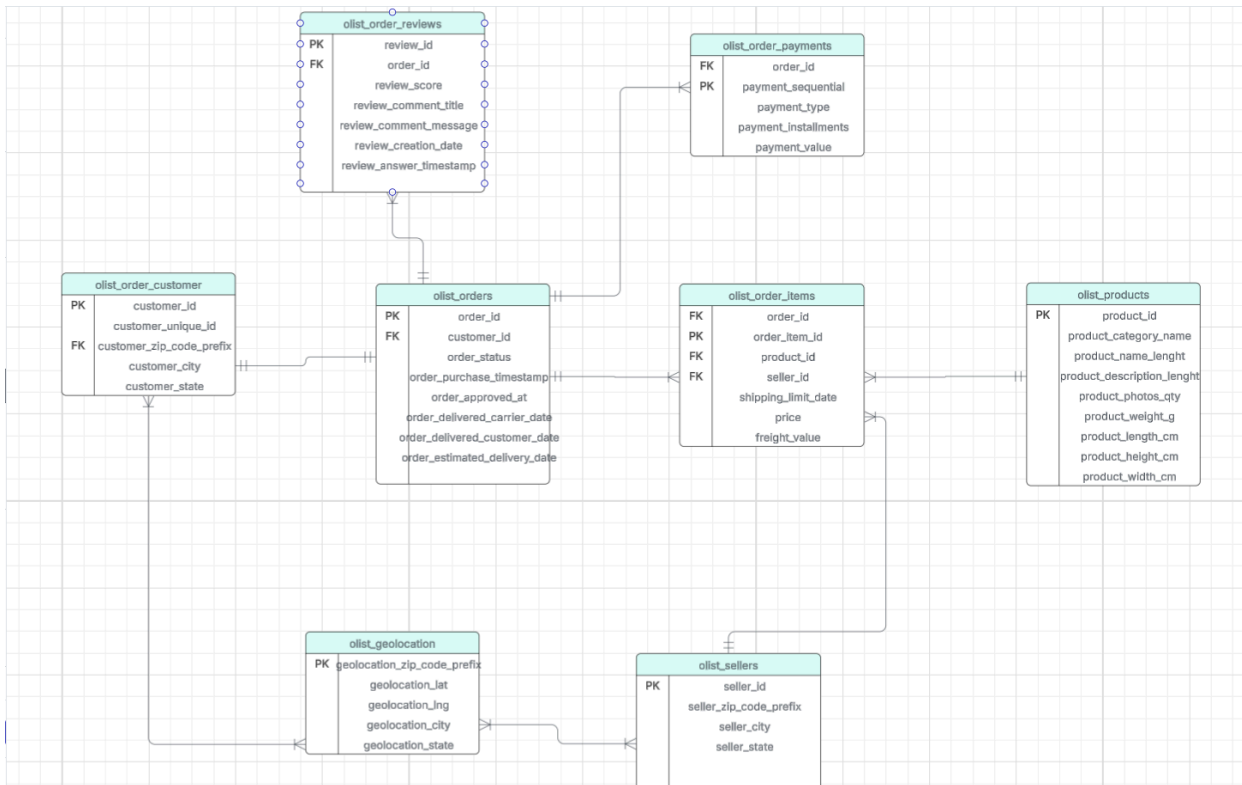 olist_order_reviews
PK review_id
FK order_id
review_score
review_comment_title
review_comment_message
review_creation_date
review_answer_timestamp
olist_order_payments
FK order_id
PK payment_sequential
payment_type
payment_installments
payment_value
olist_order_customer
PK customer_id
customer_unique_id
FK customer_zip_code_prefix
customer_city
customer_state
olist_orders
PK order_id
FK customer_id
order_status
order_purchase_timestamp
order_approved_at
order_delivered_carrier_date
order_delivered_customer_date
order_estimated_delivery_date
olist_order_items
FK order_id
PK order_item_id
FK product_id
FK seller_id
shipping_limit_date
price
freight_value
olist_products
PK product_id
product_category_name
product_name_lenght
product_description_lenght
product_photos_qty
product_weight_g
product_length_cm
product_height_cm
product_width_cm
olist_geolocation
PK geolocation_zip_code_prefix
geolocation_lat
geolocation_lng
geolocation_city
geolocation_state
olist_sellers
PK seller_id
seller_zip_code_prefix
seller_city
seller_state